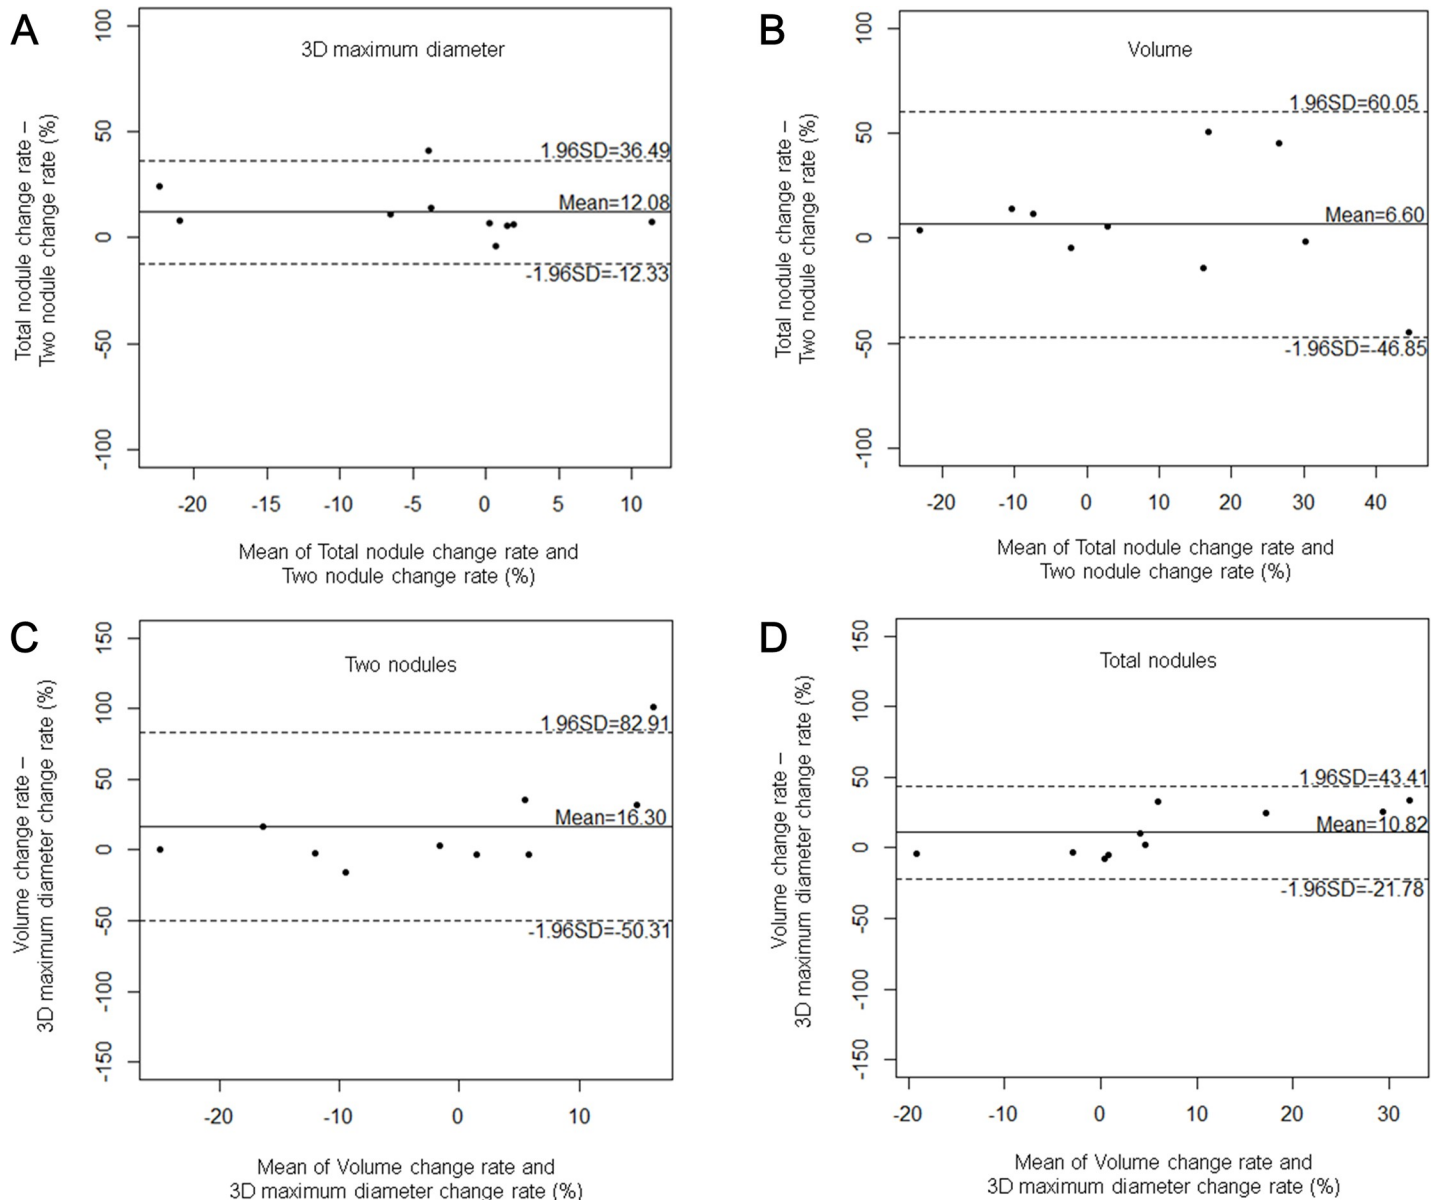 A
3D maximum diameter
Total nodule change rate –
Two nodule change rate (%)
100
50
0
-50
-100
1.96SD=36.49
Mean=12.08
-1.96SD=-12.33
-20 -15 -10 -5 0 5 10
Mean of Total nodule change rate and
Two nodule change rate (%)
B
Volume
Total nodule change rate –
Two nodule change rate (%)
100
50
0
-50
-100
1.96SD=60.05
Mean=6.60
-1.96SD=-46.85
-20 -10 0 10 20 30 40
Mean of Total nodule change rate and
Two nodule change rate (%)
C
Two nodules
Volume change rate –
3D maximum diameter change rate (%)
150
100
50
0
-50
-100
-150
1.96SD=82.91
Mean=16.30
-1.96SD=-50.31
-20 -10 0 10
Mean of Volume change rate and
3D maximum diameter change rate (%)
D
Total nodules
Volume change rate –
3D maximum diameter change rate (%)
150
100
50
0
-50
-100
-150
1.96SD=43.41
Mean=10.82
-1.96SD=-21.78
-20 -10 0 10 20 30
Mean of Volume change rate and
3D maximum diameter change rate (%)